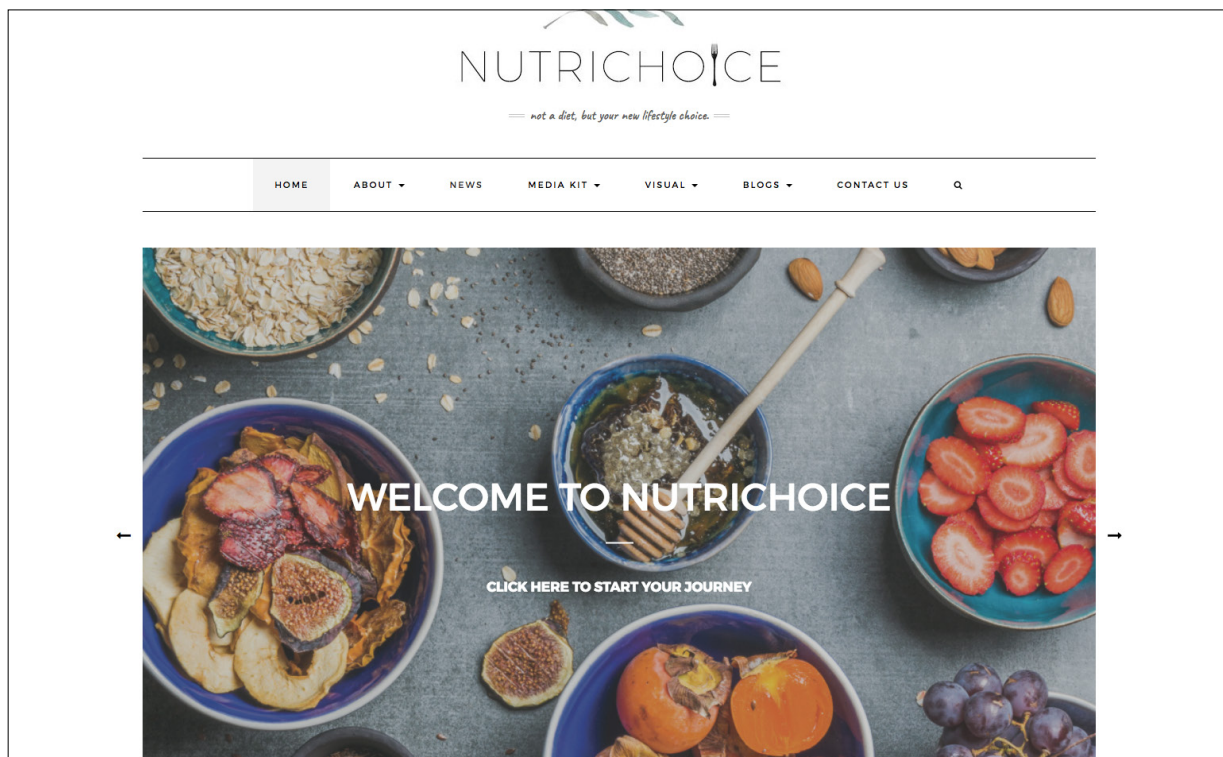 NUTRICHOICE
not a diet, but your new lifestyle choice.
HOME ABOUT NEWS MEDIA KIT VISUAL BLOGS CONTACT US
WELCOME TO NUTRICHOICE
CLICK HERE TO START YOUR JOURNEY